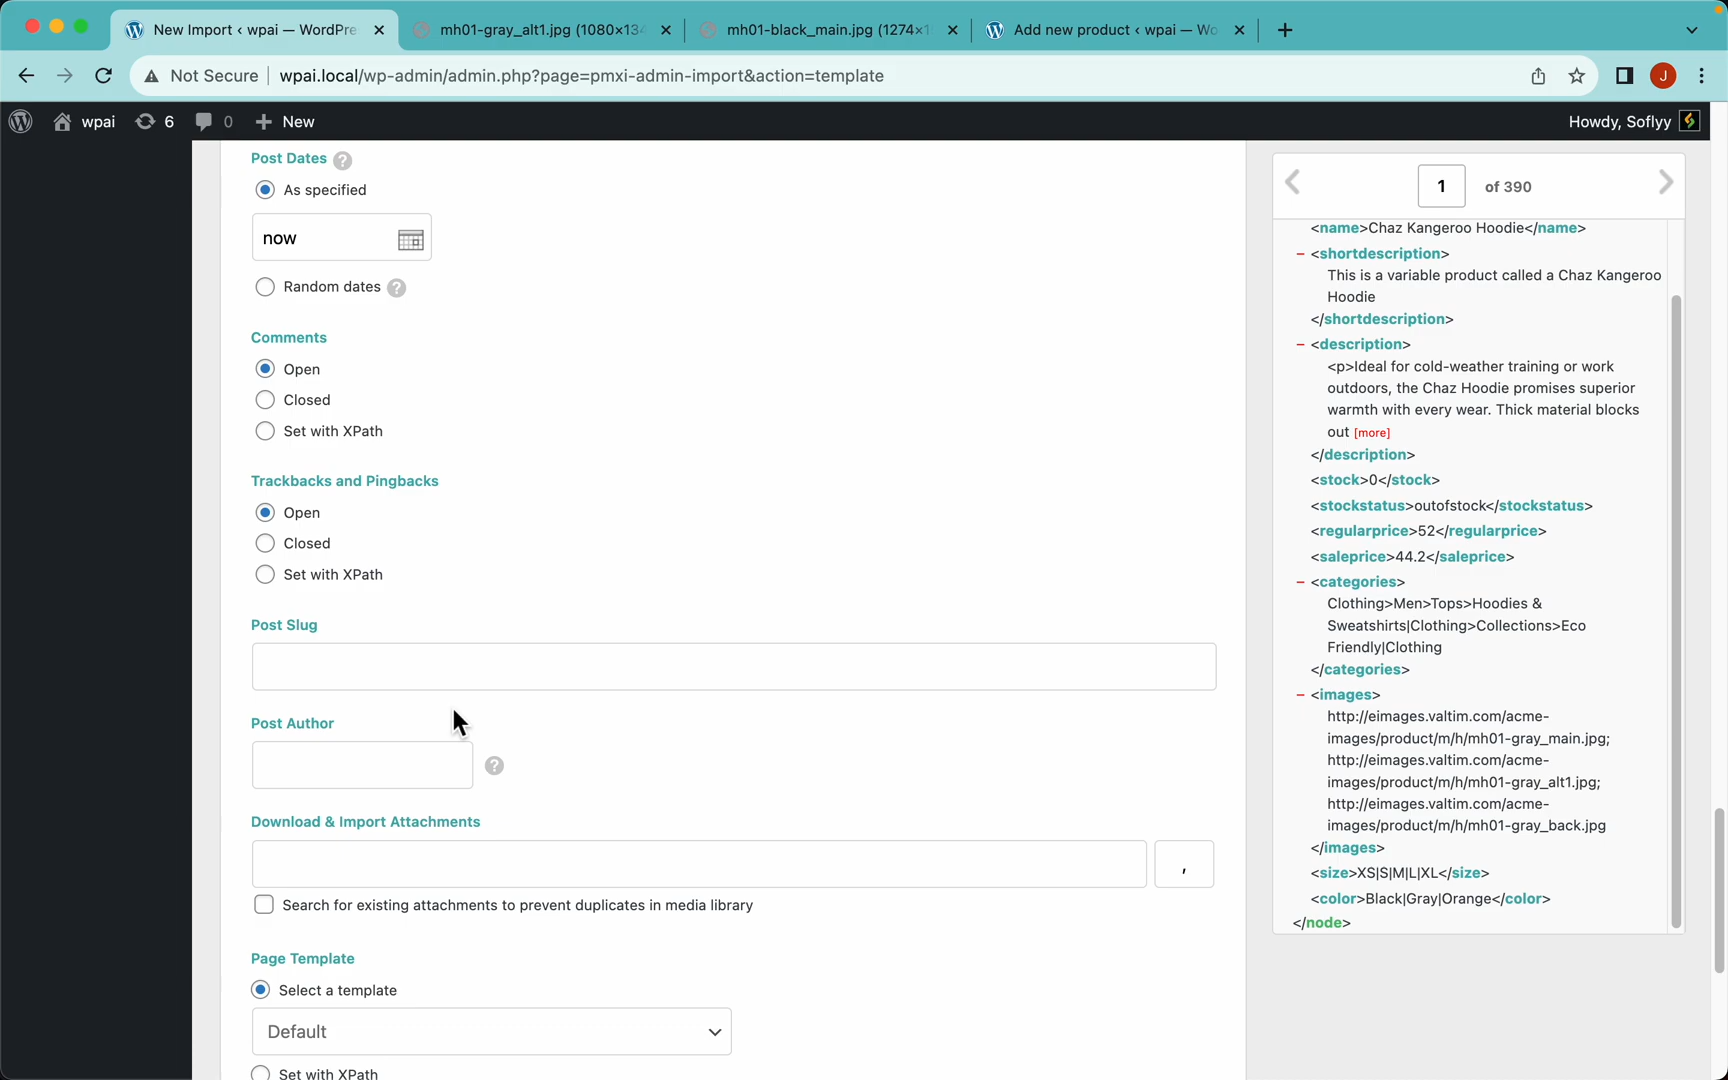 New Import ‹ wpai — WordPre
mh01-gray_alt1.jpg (1080×134
mh01-black_main.jpg (1274×1
Add new product ‹ wpai — Wo
Not Secure
wpai.local/wp-admin/admin.php?page=pmxi-admin-import&action=template
J
wpai
6
0
New
Howdy, Soflyy
Post Dates ?
As specified
now
Random dates ?
Comments
Open
Closed
Set with XPath
Trackbacks and Pingbacks
Open
Closed
Set with XPath
Post Slug
Post Author
?
Download & Import Attachments
,
Search for existing attachments to prevent duplicates in media library
Page Template
Select a template
Default
Set with XPath
1 of 390
<name>Chaz Kangeroo Hoodie</name>
– <shortdescription>
This is a variable product called a Chaz Kangeroo
Hoodie
</shortdescription>
– <description>
<p>Ideal for cold-weather training or work
outdoors, the Chaz Hoodie promises superior
warmth with every wear. Thick material blocks
out [more]
</description>
<stock>0</stock>
<stockstatus>outofstock</stockstatus>
<regularprice>52</regularprice>
<saleprice>44.2</saleprice>
– <categories>
Clothing>Men>Tops>Hoodies &
Sweatshirts|Clothing>Collections>Eco
Friendly|Clothing
</categories>
– <images>
http://eimages.valtim.com/acme-
images/product/m/h/mh01-gray_main.jpg;
http://eimages.valtim.com/acme-
images/product/m/h/mh01-gray_alt1.jpg;
http://eimages.valtim.com/acme-
images/product/m/h/mh01-gray_back.jpg
</images>
<size>XS|S|M|L|XL</size>
<color>Black|Gray|Orange</color>
</node>